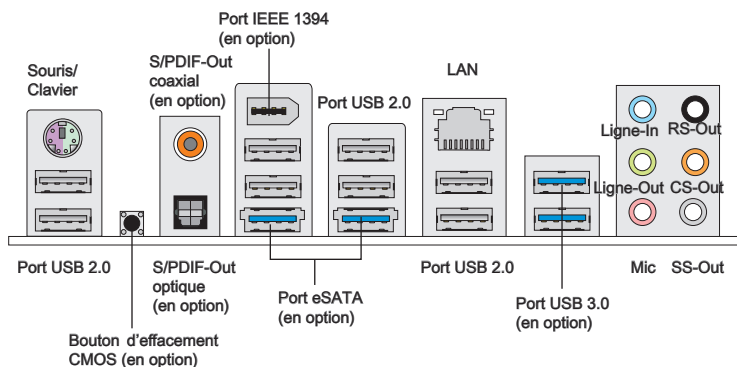 Port IEEE 1394
(en option)
S/PDIF-Out
coaxial
(en option)
Souris/
Clavier
LAN
Port USB 2.0
Ligne-In
RS-Out
Ligne-Out
CS-Out
Port USB 2.0
S/PDIF-Out
optique
(en option)
Port USB 2.0
Mic
SS-Out
Port eSATA
(en option)
Port USB 3.0
(en option)
Bouton d'effacement
CMOS (en option)